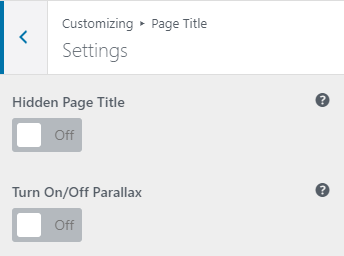 Customizing ▸ Page Title
Settings
Hidden Page Title
Off
Turn On/Off Parallax
Off